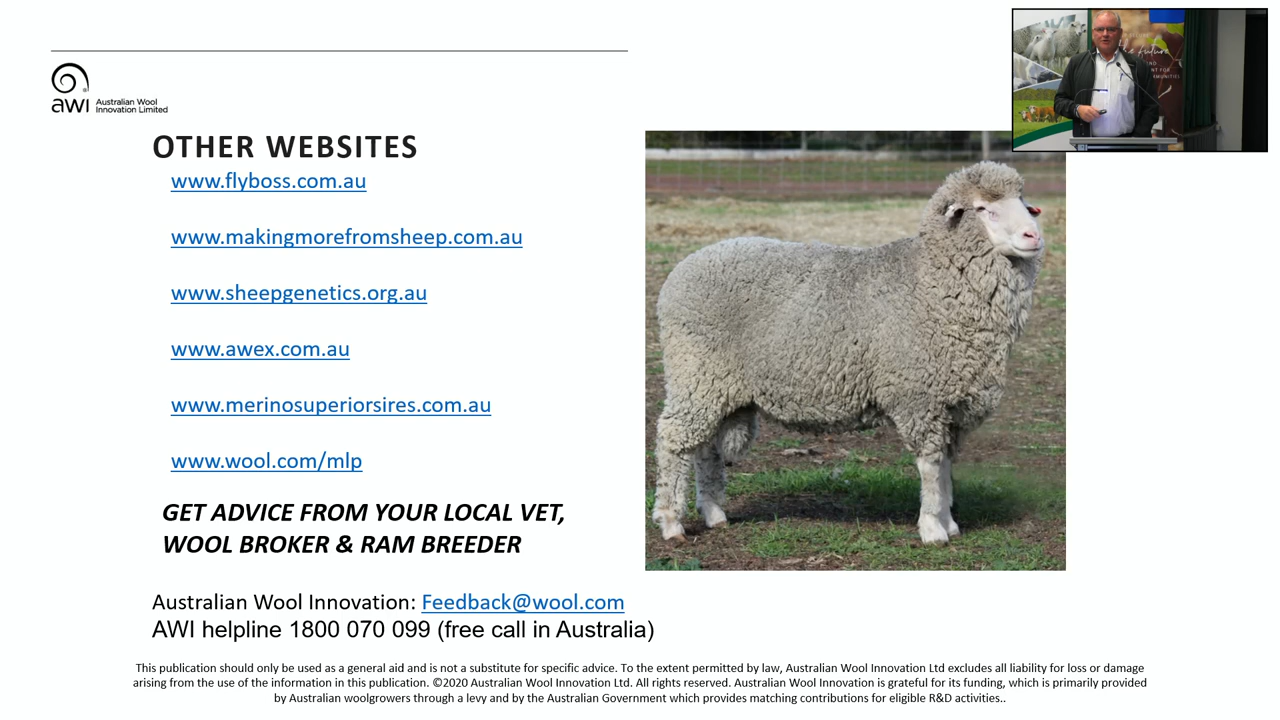 awi Australian Wool
Innovation Limited
OTHER WEBSITES
www.flyboss.com.au
www.makingmorefromsheep.com.au
www.sheepgenetics.org.au
www.awex.com.au
www.merinosuperiorsires.com.au
www.wool.com/mlp
GET ADVICE FROM YOUR LOCAL VET,
WOOL BROKER & RAM BREEDER
Australian Wool Innovation: Feedback@wool.com
AWI helpline 1800 070 099 (free call in Australia)
This publication should only be used as a general aid and is not a substitute for specific advice. To the extent permitted by law, Australian Wool Innovation Ltd excludes all liability for loss or damage
arising from the use of the information in this publication. ©2020 Australian Wool Innovation Ltd. All rights reserved. Australian Wool Innovation is grateful for its funding, which is primarily provided
by Australian woolgrowers through a levy and by the Australian Government which provides matching contributions for eligible R&D activities..
the future